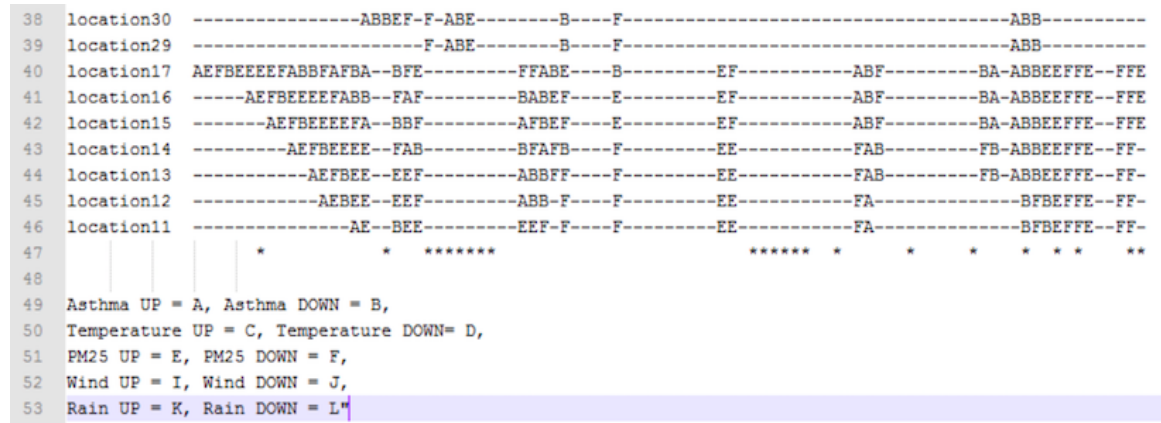 38 location30 ----------------ABBEF-F-ABE--------B----F-------------------------------------ABB----------
39 location29 ----------------------F-ABE--------B----F-------------------------------------ABB----------
40 location17 AEFBEEEEFABBFAFBA--BFE---------FFABE----B---------EF-----------ABF---------BA-ABBEEFFE--FFE
41 location16 -----AEFBEEEEFABB--FAF---------BABEF----E---------EF-----------ABF---------BA-ABBEEFFE--FFE
42 location15 -------AEFBEEEEFA--BBF---------AFBEF----E---------EF-----------ABF---------BA-ABBEEFFE--FFE
43 location14 ---------AEFBEEEE--FAB---------BFAFB----F---------EE-----------FAB---------FB-ABBEEFFE--FF-
44 location13 -----------AEFBEE--EEF---------ABBFF----F---------EE-----------FAB---------FB-ABBEEFFE--FF-
45 location12 ------------AEBEE--EEF---------ABB-F----F---------EE-----------FA--------------BFBEFFE--FF-
46 location11 ---------------AE--BEE---------EEF-F----F---------EE-----------FA--------------BFBEFFE--FF-
47 * * ******* ****** * * * * * * **
48
49 Asthma UP = A, Asthma DOWN = B,
50 Temperature UP = C, Temperature DOWN= D,
51 PM25 UP = E, PM25 DOWN = F,
52 Wind UP = I, Wind DOWN = J,
53 Rain UP = K, Rain DOWN = L"